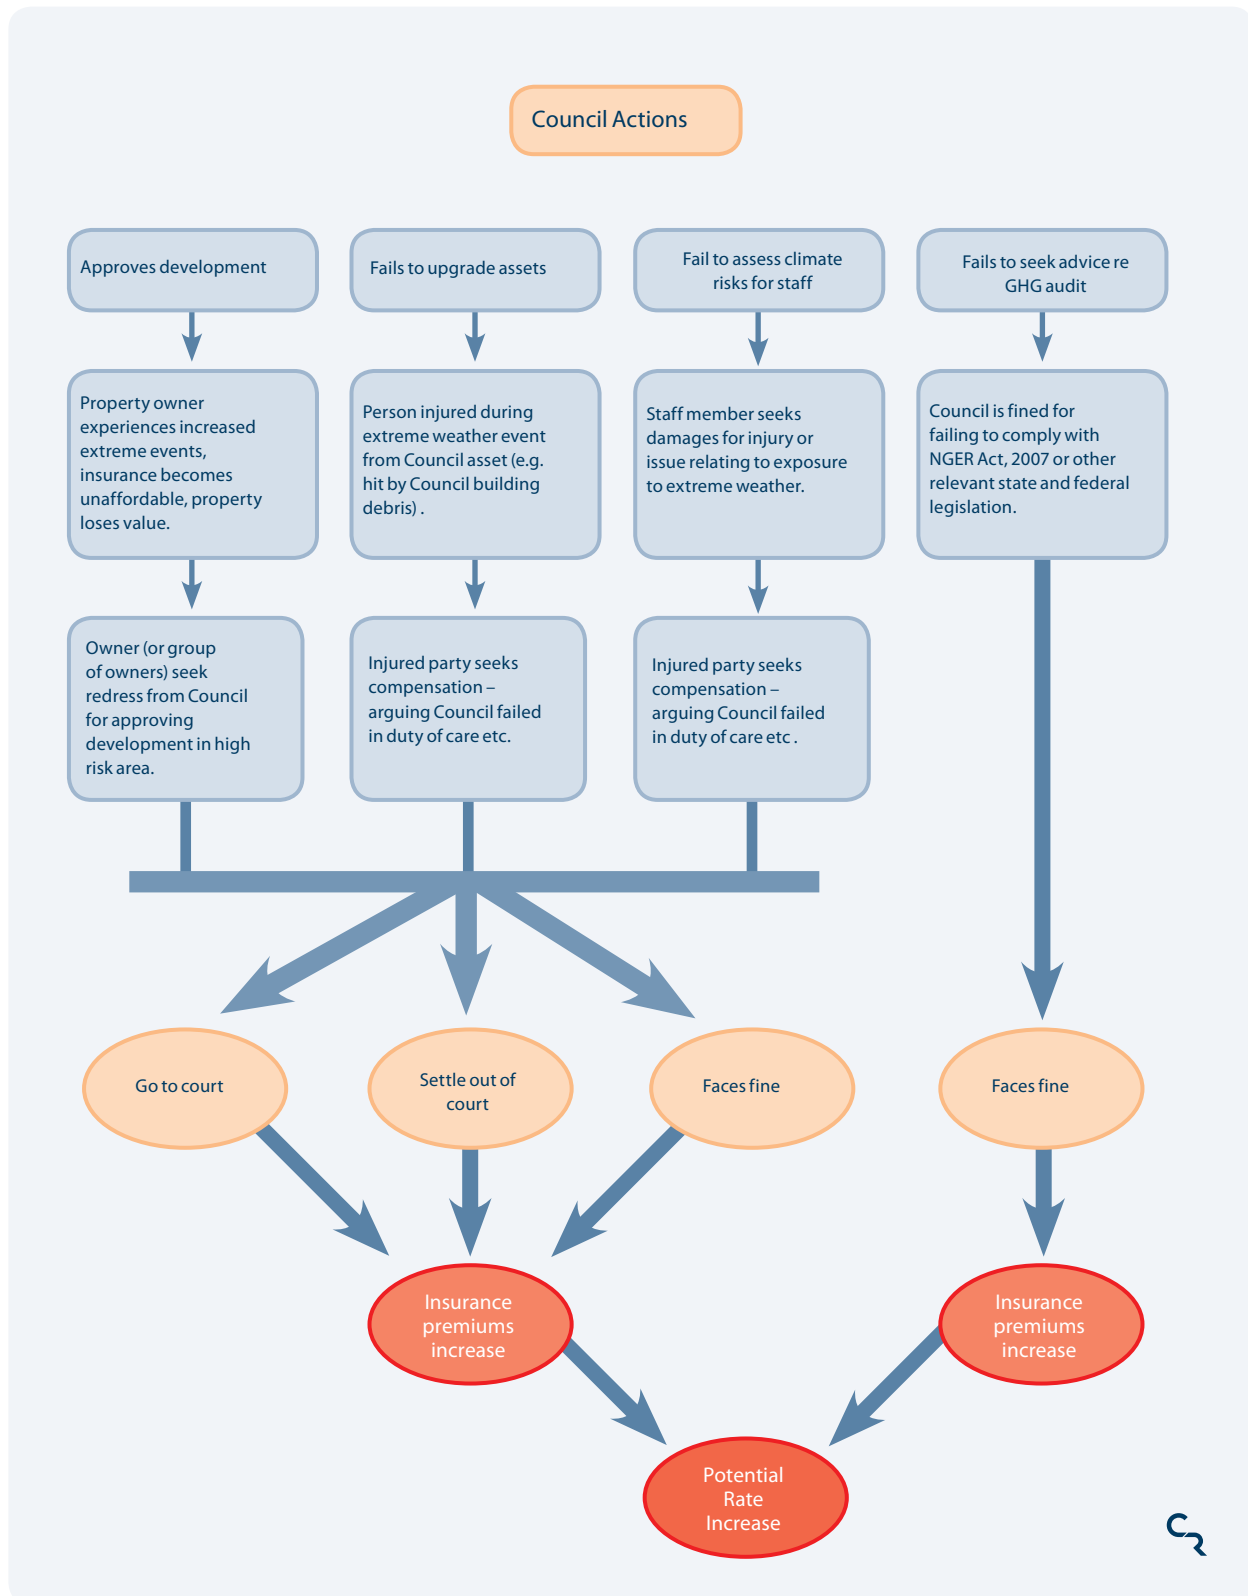 Council Actions
Approves development
Fails to upgrade assets
Fail to assess climate
risks for staff
Fails to seek advice re
GHG audit
Property owner
experiences increased
extreme events,
insurance becomes
unaffordable, property
loses value.
Person injured during
extreme weather event
from Council asset (e.g.
hit by Council building
debris) .
Staff member seeks
damages for injury or
issue relating to exposure
to extreme weather.
Council is fined for
failing to comply with
NGER Act, 2007 or other
relevant state and federal
legislation.
Owner (or group
of owners) seek
redress from Council
for approving
development in high
risk area.
Injured party seeks
compensation –
arguing Council failed
in duty of care etc.
Injured party seeks
compensation –
arguing Council failed
in duty of care etc .
Go to court
Settle out of
court
Faces fine
Faces fine
Insurance
premiums
increase
Insurance
premiums
increase
Potential
Rate
Increase
CR